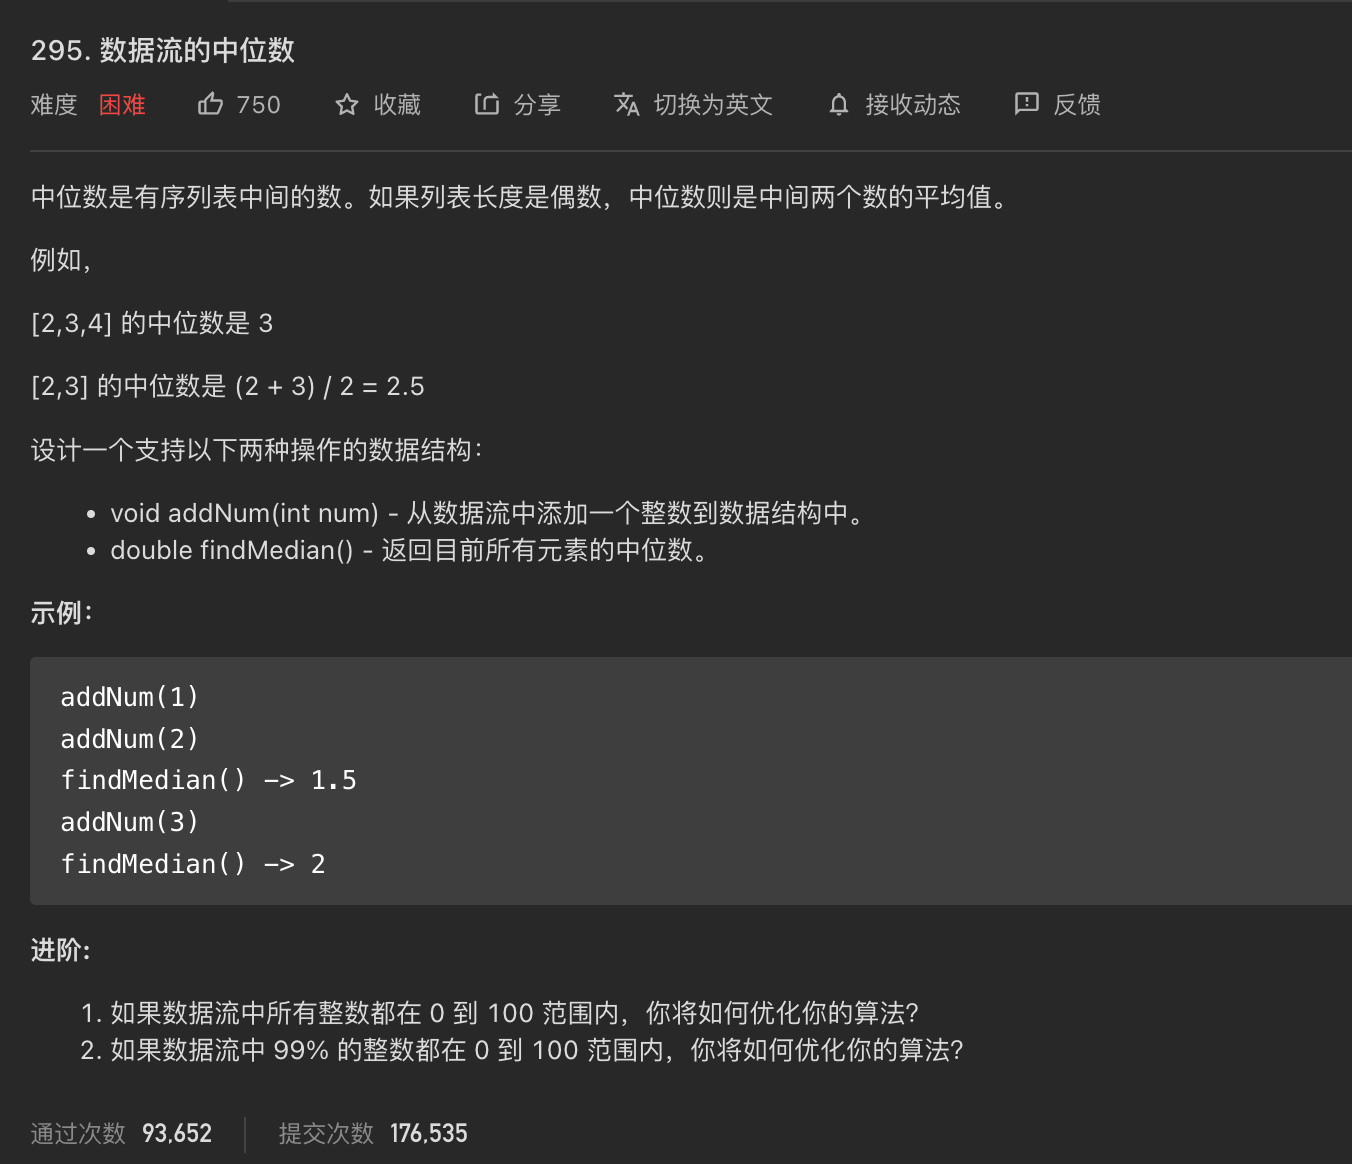 295. 数据流的中位数
难度 困难 750 收藏 分享 切换为英文 接收动态 反馈
中位数是有序列表中间的数。如果列表长度是偶数，中位数则是中间两个数的平均值。
例如，
[2,3,4] 的中位数是 3
[2,3] 的中位数是 (2 + 3) / 2 = 2.5
设计一个支持以下两种操作的数据结构：
• void addNum(int num) - 从数据流中添加一个整数到数据结构中。
• double findMedian() - 返回目前所有元素的中位数。
示例：
addNum(1)
addNum(2)
findMedian() -> 1.5
addNum(3)
findMedian() -> 2
进阶:
1. 如果数据流中所有整数都在 0 到 100 范围内，你将如何优化你的算法？
2. 如果数据流中 99% 的整数都在 0 到 100 范围内，你将如何优化你的算法？
通过次数 93,652 提交次数 176,535